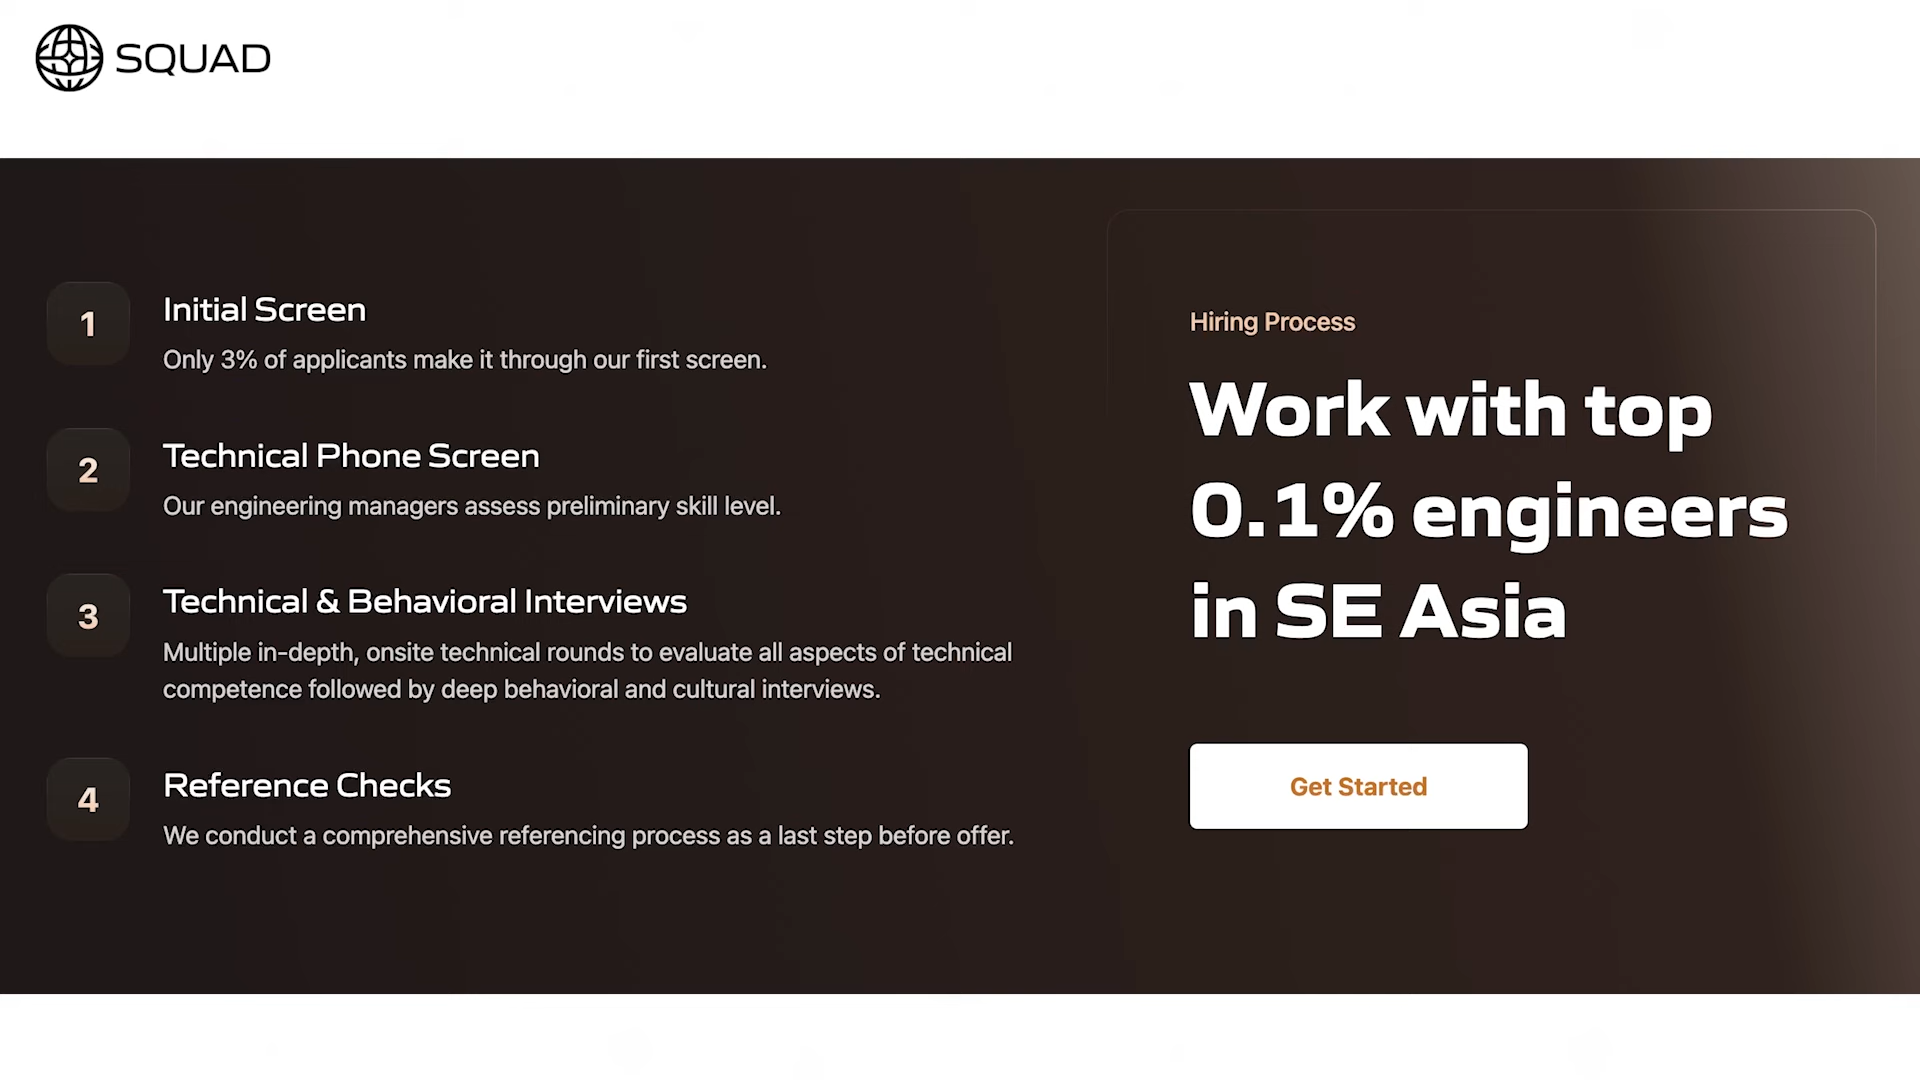 SQUAD
1
Initial Screen
Only 3% of applicants make it through our first screen.
2
Technical Phone Screen
Our engineering managers assess preliminary skill level.
3
Technical & Behavioral Interviews
Multiple in-depth, onsite technical rounds to evaluate all aspects of technical
competence followed by deep behavioral and cultural interviews.
4
Reference Checks
We conduct a comprehensive referencing process as a last step before offer.
Hiring Process
Work with top
0.1% engineers
in SE Asia
Get Started